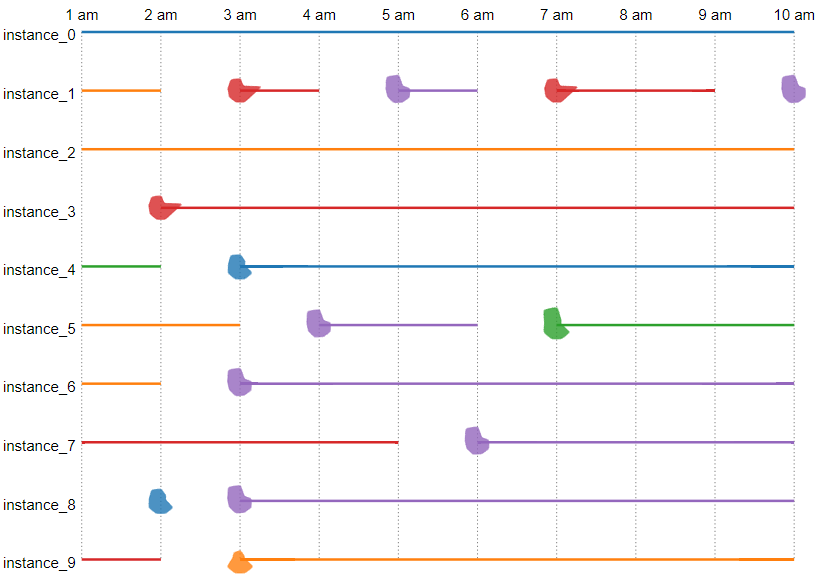 1 am 2 am 3 am 4 am 5 am 6 am 7 am 8 am 9 am 10 am
instance_0
instance_1
instance_2
instance_3
instance_4
instance_5
instance_6
instance_7
instance_8
instance_9